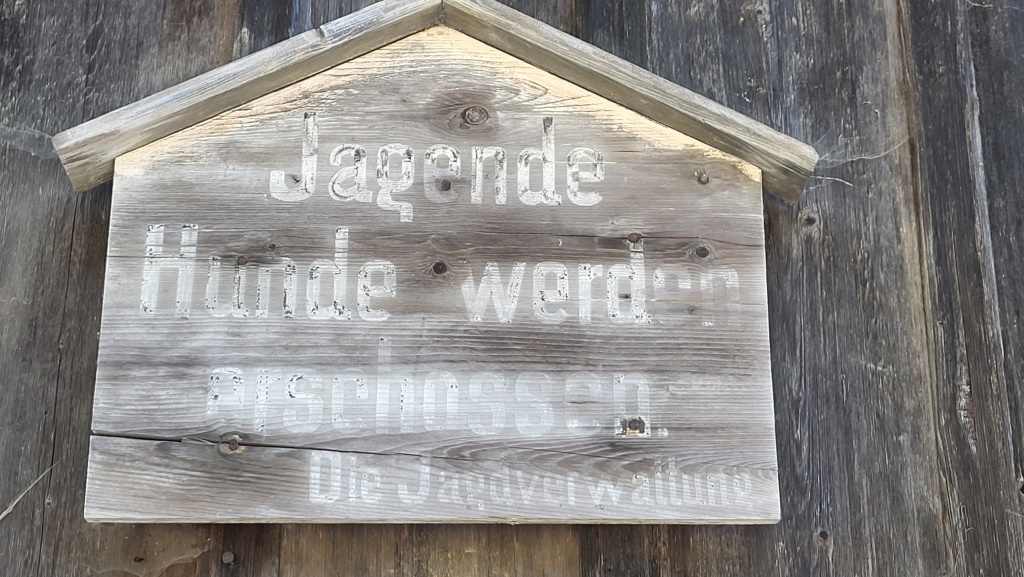 Jagende
Hunde werden
erschossen.
Die Jagdverwaltung